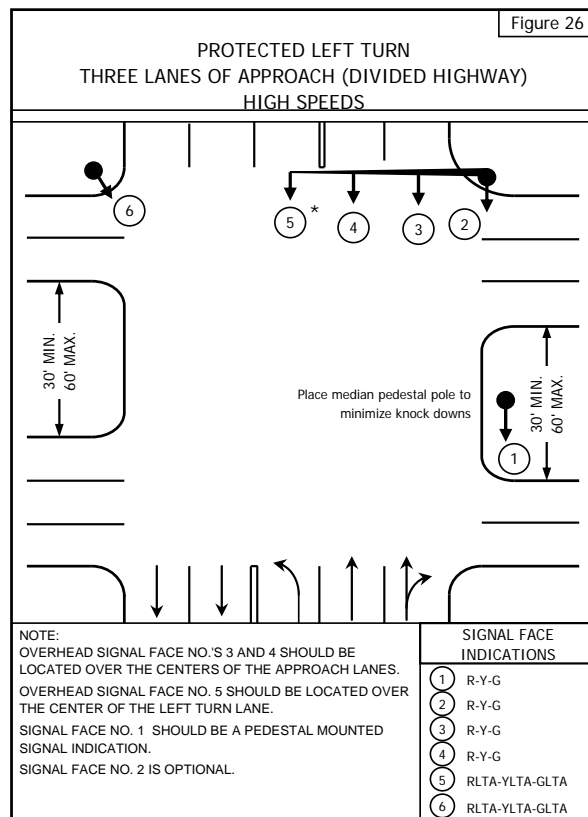 Figure 26
PROTECTED LEFT TURN
THREE LANES OF APPROACH (DIVIDED HIGHWAY)
HIGH SPEEDS
6
5 *
4
3
2
30' MIN.
60' MAX.
Place median pedestal pole to
minimize knock downs
30' MIN.
60' MAX.
1
NOTE:
OVERHEAD SIGNAL FACE NO.'S 3 AND 4 SHOULD BE
LOCATED OVER THE CENTERS OF THE APPROACH LANES.
OVERHEAD SIGNAL FACE NO. 5 SHOULD BE LOCATED OVER
THE CENTER OF THE LEFT TURN LANE.
SIGNAL FACE NO. 1 SHOULD BE A PEDESTAL MOUNTED
SIGNAL INDICATION.
SIGNAL FACE NO. 2 IS OPTIONAL.
SIGNAL FACE
INDICATIONS
1 R-Y-G
2 R-Y-G
3 R-Y-G
4 R-Y-G
5 RLTA-YLTA-GLTA
6 RLTA-YLTA-GLTA